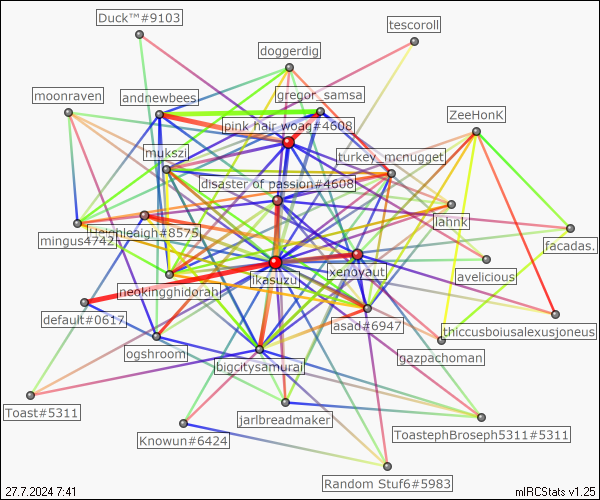 Duck™#9103
tescoroll
doggerdig
moonraven
andnewbees
gregor_samsa
ZeeHonK
pink hair woag#4608
mukszi
turkey_mcnugget
disaster of passion#4608
lahnK
Heighleaigh#8575
mingus4742
facadas.
xenoyaut
avelicious
ikasuzu
neokingghidorah
default#0617
asad#6947
thiccusboiusalexusjoneus
ogshroom
gazpachoman
bigcitysamurai
Toast#5311
jarlbreadmaker
ToastephBroseph5311#5311
Knowun#6424
Random Stuf6#5983
27.7.2024 7:41
mIRCStats v1.25